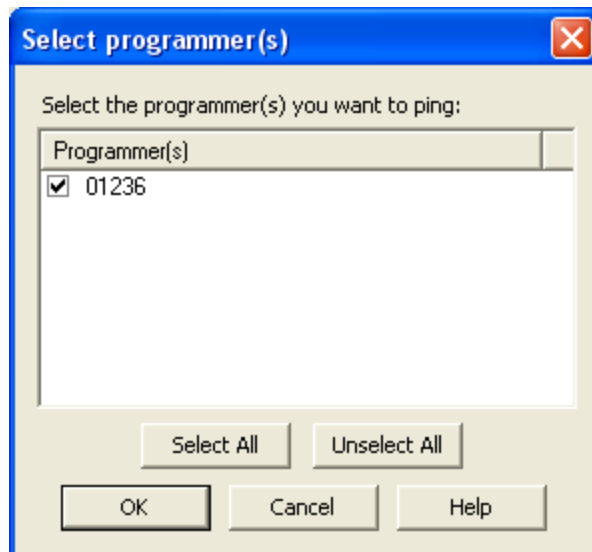 Select programmer(s)
Select the programmer(s) you want to ping:
Programmer(s)
01236
Select All Unselect All
OK Cancel Help